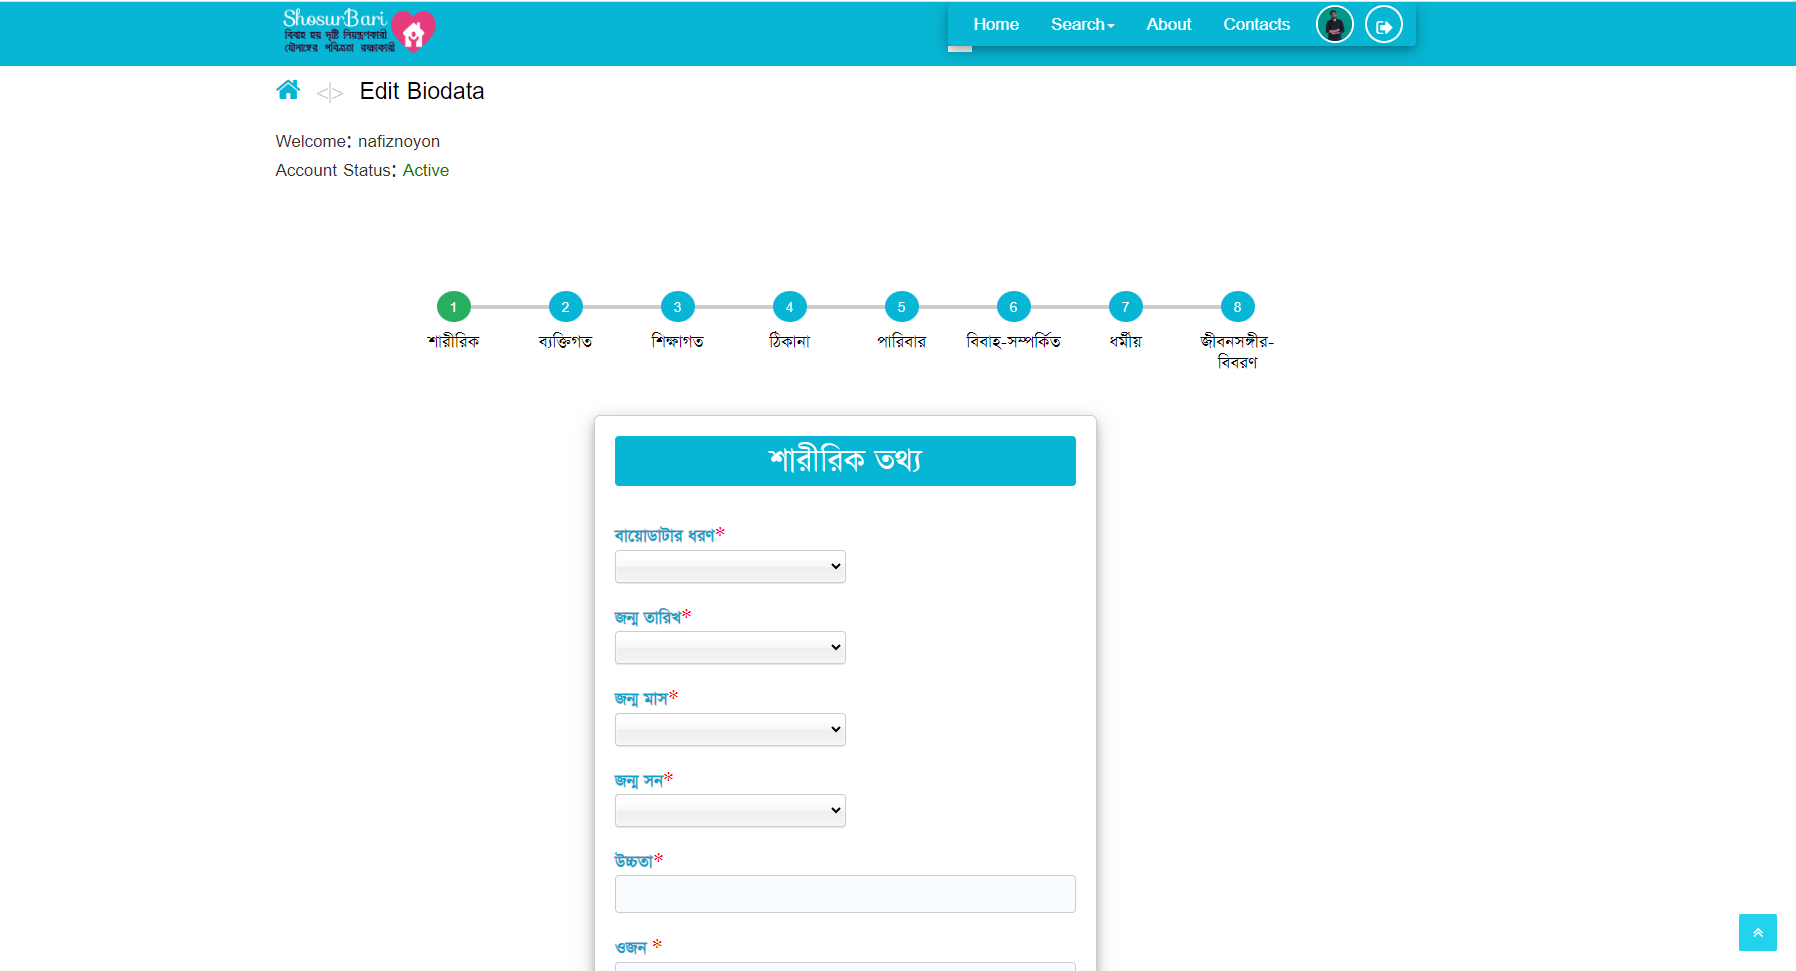 ShosurBari
বিবাহ হয় দৃষ্টি নিয়ন্ত্রণকারী
যৌনাঙ্গের পবিত্রতা রক্ষাকারী
Home Search About Contacts
<|> Edit Biodata
Welcome: nafiznoyon
Account Status: Active
1 2 3 4 5 6 7 8
শারীরিক ব্যক্তিগত শিক্ষাগত ঠিকানা পারিবার বিবাহ-সম্পর্কিত ধর্মীয় জীবনসঙ্গীর-
বিবরণ
শারীরিক তথ্য
বায়োডাটার ধরণ*
জন্ম তারিখ*
জন্ম মাস*
জন্ম সন*
উচ্চতা*
ওজন *